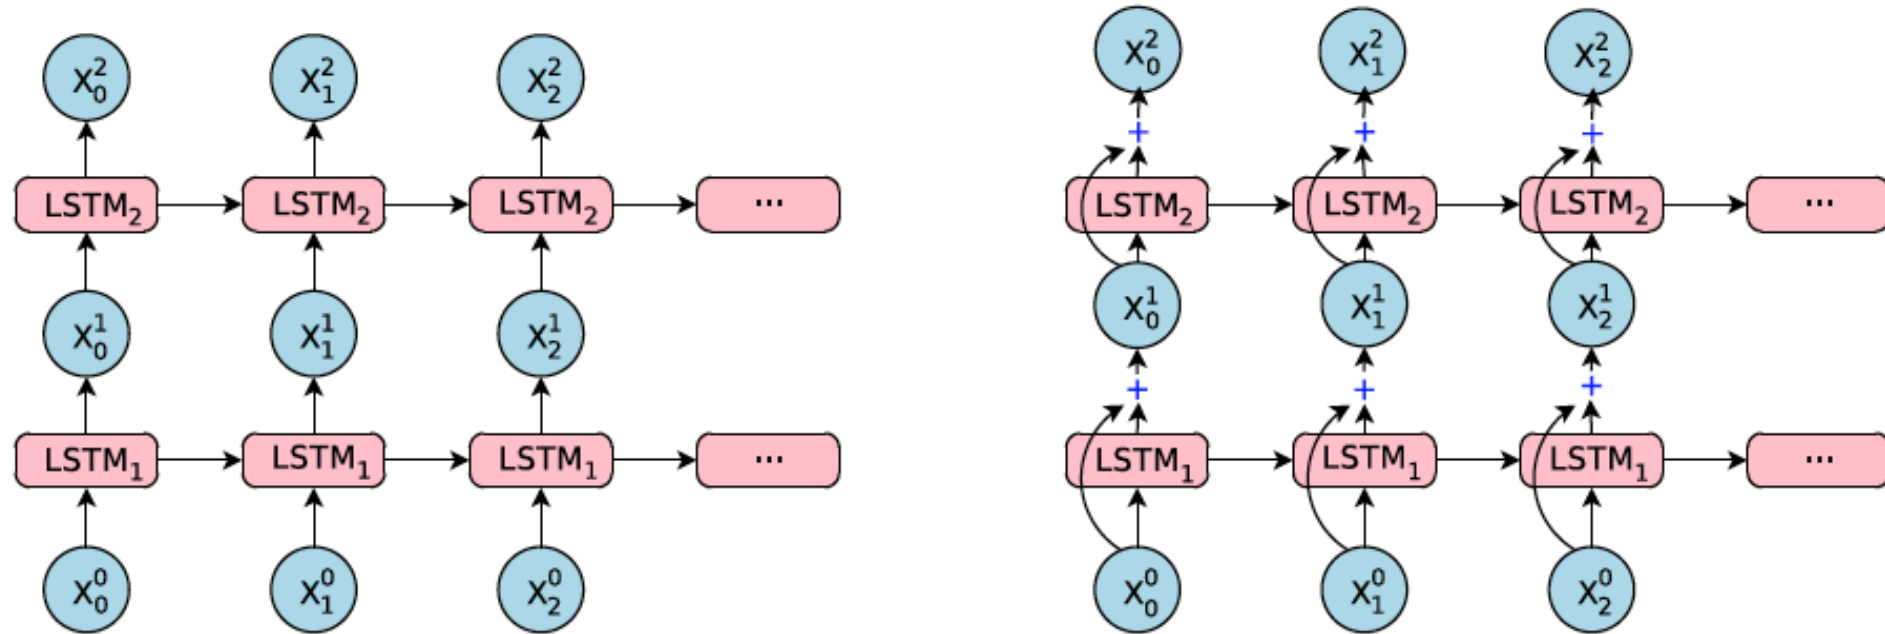 X₀² X₁² X₂² X₀² X₁² X₂²
+ + +
LSTM₂ LSTM₂ LSTM₂ ... LSTM₂ LSTM₂ LSTM₂ ...
X₀¹ X₁¹ X₂¹ X₀¹ X₁¹ X₂¹
+ + +
LSTM₁ LSTM₁ LSTM₁ ... LSTM₁ LSTM₁ LSTM₁ ...
X₀⁰ X₁⁰ X₂⁰ X₀⁰ X₁⁰ X₂⁰